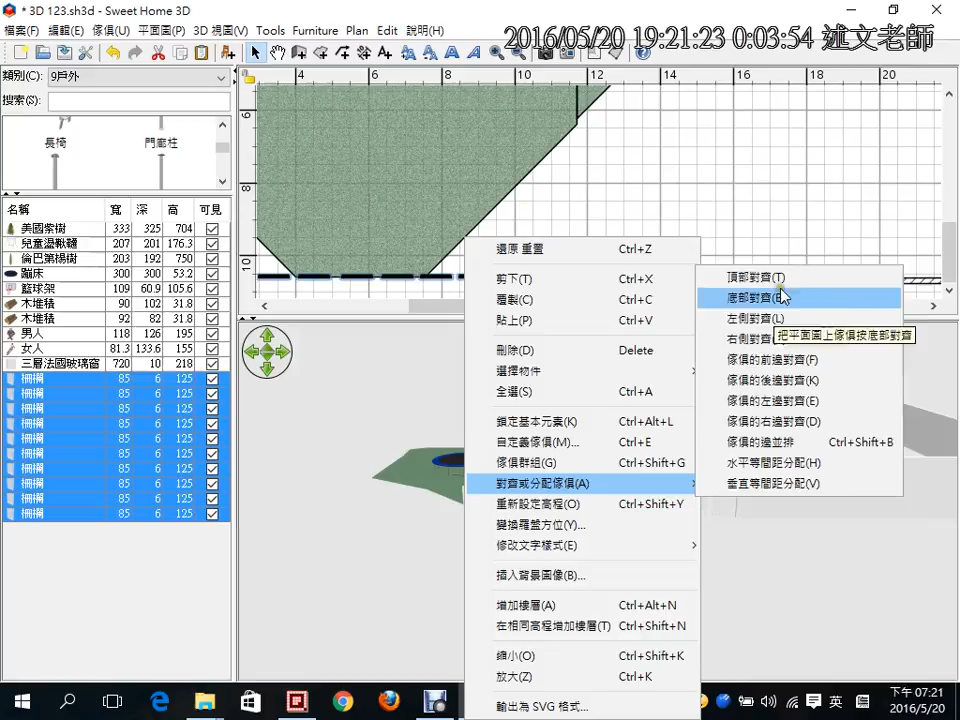 * 3D 123.sh3d - Sweet Home 3D
檔案(F) 編輯(E) 傢俱(U) 平面圖(P) 3D 視圖(V) Tools Furniture Plan Edit 說明(H)
2016/05/20 19:21:23 0:03:54 述文老師
類別(C): 9戶外
搜索(S):
長椅 門廊柱
4 6 8 10 12 14 16 18 20
6
8
10
名稱 寬 深 高 可見
美國紫樹 333 325 704
兒童盪鞦韆 207 201 176.3
倫巴第楊樹 203 192 750
蹦床 300 300 53.2
籃球架 109 60.9 105.6
木堆積 90 102 31.8
木堆積 92 82 31.8
男人 118 126 195
女人 81.3 133.6 155
三層法國玻璃窗 720 10 218
柵欄 85 6 125
柵欄 85 6 125
柵欄 85 6 125
柵欄 85 6 125
柵欄 85 6 125
柵欄 85 6 125
柵欄 85 6 125
柵欄 85 6 125
柵欄 85 6 125
柵欄 85 6 125
還原 重置 Ctrl+Z
剪下(T) Ctrl+X
覆製(C) Ctrl+C
貼上(P) Ctrl+V
刪除(D) Delete
選擇物件
全選(S) Ctrl+A
鎖定基本元素(K) Ctrl+Alt+L
自定義傢俱(M)... Ctrl+E
傢俱群組(G) Ctrl+Shift+G
對齊或分配傢俱(A)
重新設定高程(O) Ctrl+Shift+Y
變換羅盤方位(Y)...
修改文字樣式(E)
插入背景圖像(B)...
增加樓層(A) Ctrl+Alt+N
在相同高程增加樓層(T) Ctrl+Shift+N
縮小(O) Ctrl+Shift+K
放大(Z) Ctrl+K
輸出為 SVG 格式...
頂部對齊(T)
底部對齊(B)
左側對齊(L)
右側對齊
把平面圖上傢俱按底部對齊
傢俱的前邊對齊(F)
傢俱的後邊對齊(K)
傢俱的左邊對齊(E)
傢俱的右邊對齊(D)
傢俱的邊並排 Ctrl+Shift+B
水平等間距分配(H)
垂直等間距分配(V)
英
下午 07:21
2016/5/20